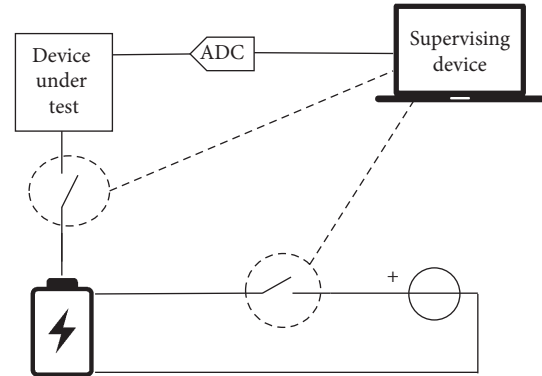 Device
under
test
ADC
Supervising
device
+